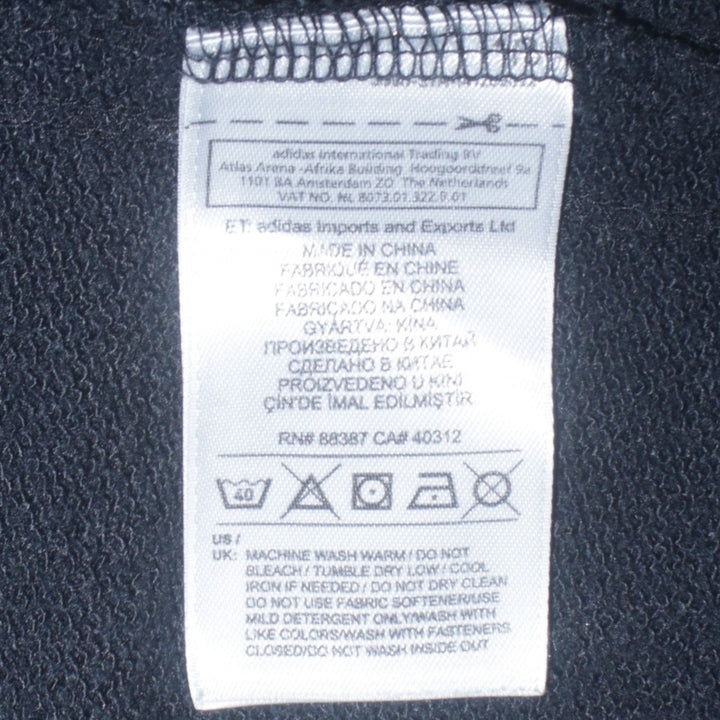 adidas International Trading BV
Atlas Arena -Afrika Building Hoogoorddreef 9a
1101 BA Amsterdam ZO The Netherlands
VAT NO. NL 8073.01.322.B.01
ET: adidas Imports and Exports Ltd
MADE IN CHINA
FABRIQUÉ EN CHINE
FABRICADO EN CHINA
FABRICADO NA CHINA
GYÁRTVA: KÍNA
ПРОИЗВЕДЕНО В КИТАЙ
СДЕЛАНО В КИТАЕ
PROIZVEDENO U KINI
ÇİN'DE İMAL EDİLMİŞTİR
RN# 88387 CA# 40312
40
US /
UK: MACHINE WASH WARM / DO NOT
BLEACH / TUMBLE DRY LOW / COOL
IRON IF NEEDED / DO NOT DRY CLEAN
DO NOT USE FABRIC SOFTENER/USE
MILD DETERGENT ONLY/WASH WITH
LIKE COLORS/WASH WITH FASTENERS
CLOSED/DO NOT WASH INSIDE OUT